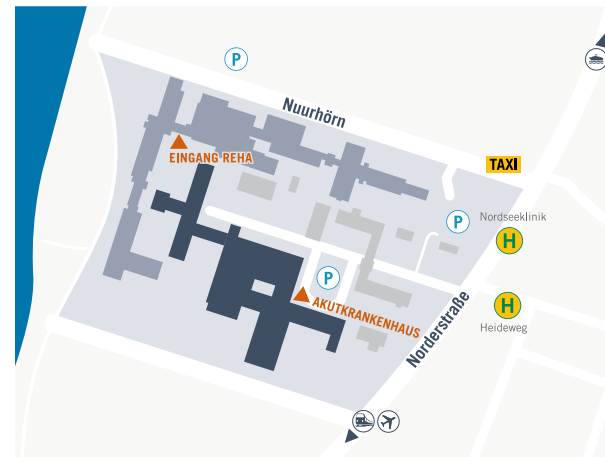 P
Nuurhörn
EINGANG REHA
TAXI
P
Nordseeklinik
H
P
AKUTKRANKENHAUS
Norderstraße
H
Heideweg